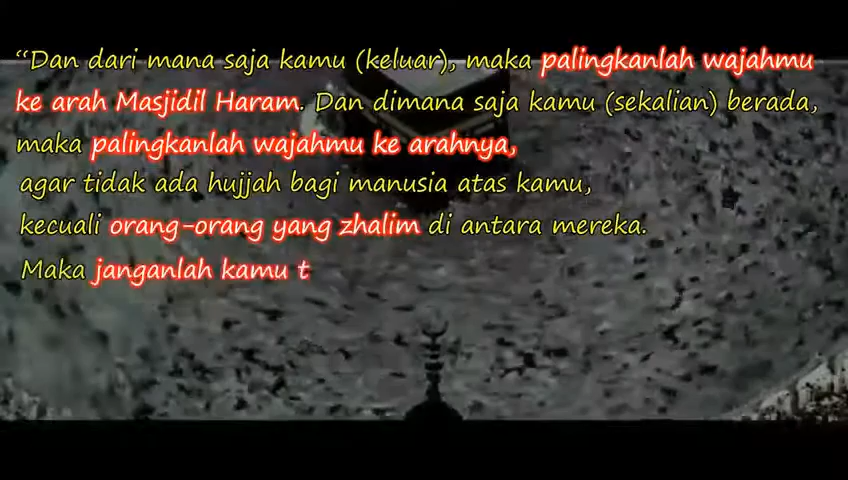 “Dan dari mana saja kamu (keluar), maka palingkanlah wajahmu
ke arah Masjidil Haram. Dan dimana saja kamu (sekalian) berada,
maka palingkanlah wajahmu ke arahnya,
agar tidak ada hujjah bagi manusia atas kamu,
kecuali orang-orang yang zhalim di antara mereka.
Maka janganlah kamu t